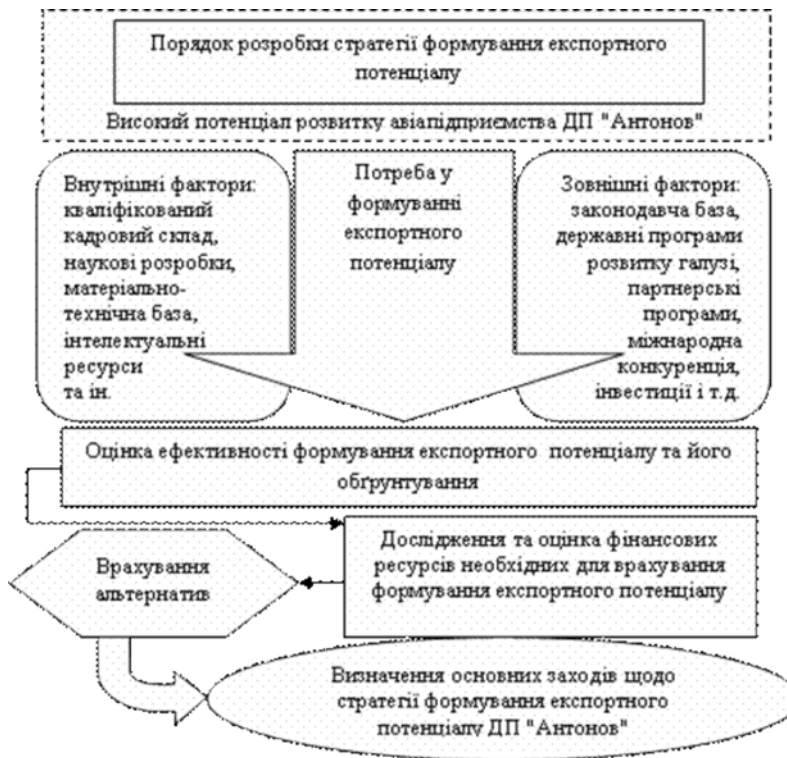 Порядок розробки стратегії формування експортного
потенціалу
Високий потенціал розвитку авіапідприємства ДП "Антонов"
Внутрішні фактори:
кваліфікований
кадровий склад,
наукові розробки,
матеріально-
технічна база,
інтелектуальні
ресурси
та ін.
Потреба у
формуванні
експортного
потенціалу
Зовнішні фактори:
законодавча база,
державні програми
розвитку галузі,
партнерські
програми,
міжнародна
конкуренція,
інвестиції і т.д.
Оцінка ефективності формування експортного потенціалу та його
обґрунтування
Дослідження та оцінка фінансових
ресурсів необхідних для врахування
формування експортного потенціалу
Врахування
альтернатив
Визначення основних заходів щодо
стратегії формування експортного
потенціалу ДП "Антонов"